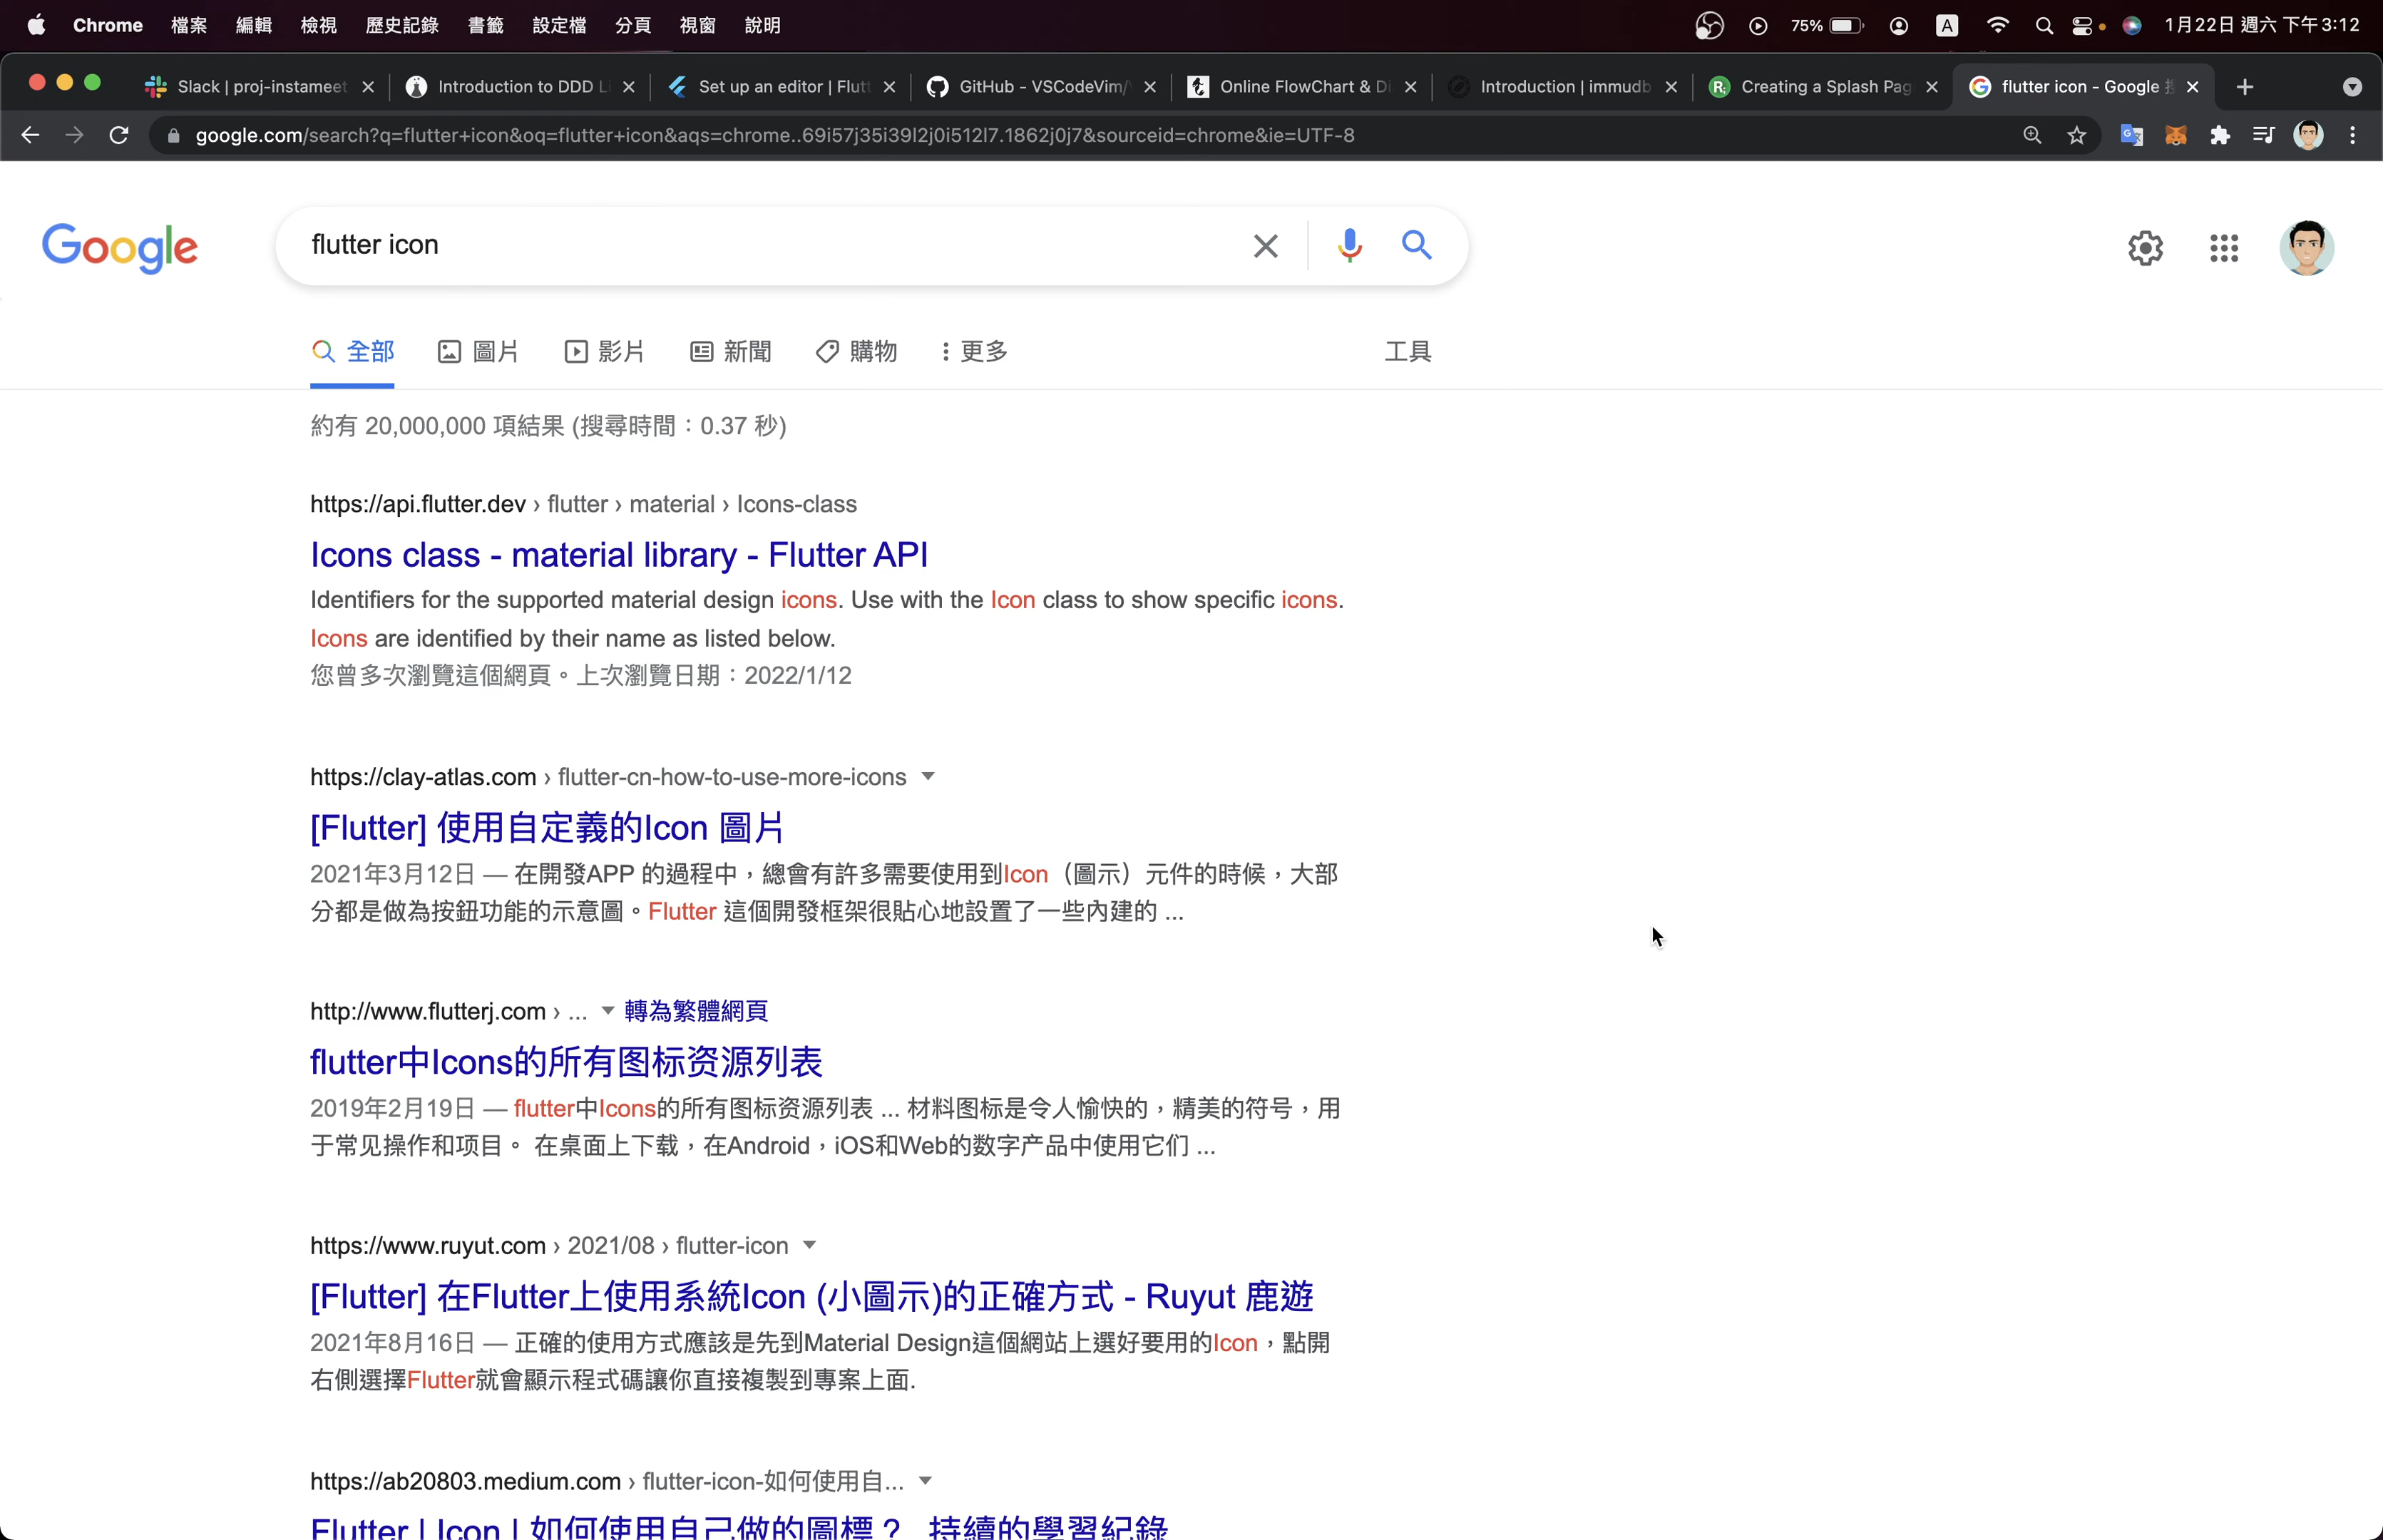 Chrome 檔案 編輯 檢視 歷史記錄 書籤 設定檔 分頁 視窗 說明 75% A 1月22日 週六 下午3:12
Slack | proj-instameet Introduction to DDD Li Set up an editor | Flutt GitHub - VSCodeVim/ Online FlowChart & Di Introduction | immudb Creating a Splash Pag flutter icon - Google
google.com/search?q=flutter+icon&oq=flutter+icon&aqs=chrome..69i57j35i39l2j0i512l7.1862j0j7&sourceid=chrome&ie=UTF-8
Google flutter icon
全部 圖片 影片 新聞 購物 更多 工具
約有 20,000,000 項結果 (搜尋時間：0.37 秒)
https://api.flutter.dev › flutter › material › Icons-class
Icons class - material library - Flutter API
Identifiers for the supported material design icons. Use with the Icon class to show specific icons.
Icons are identified by their name as listed below.
您曾多次瀏覽這個網頁。上次瀏覽日期：2022/1/12
https://clay-atlas.com › flutter-cn-how-to-use-more-icons
[Flutter] 使用自定義的Icon 圖片
2021年3月12日 — 在開發APP 的過程中，總會有許多需要使用到Icon（圖示）元件的時候，大部
分都是做為按鈕功能的示意圖。Flutter 這個開發框架很貼心地設置了一些內建的 ...
http://www.flutterj.com › ... 轉為繁體網頁
flutter中Icons的所有图标资源列表
2019年2月19日 — flutter中Icons的所有图标资源列表 ... 材料图标是令人愉快的，精美的符号，用
于常见操作和项目。 在桌面上下载，在Android，iOS和Web的数字产品中使用它们 ...
https://www.ruyut.com › 2021/08 › flutter-icon
[Flutter] 在Flutter上使用系統Icon (小圖示)的正確方式 - Ruyut 鹿遊
2021年8月16日 — 正確的使用方式應該是先到Material Design這個網站上選好要用的Icon，點開
右側選擇Flutter就會顯示程式碼讓你直接複製到專案上面.
https://ab20803.medium.com › flutter-icon-如何使用自...
Flutter | Icon | 如何使用自己做的圖標？ 持續的學習紀錄